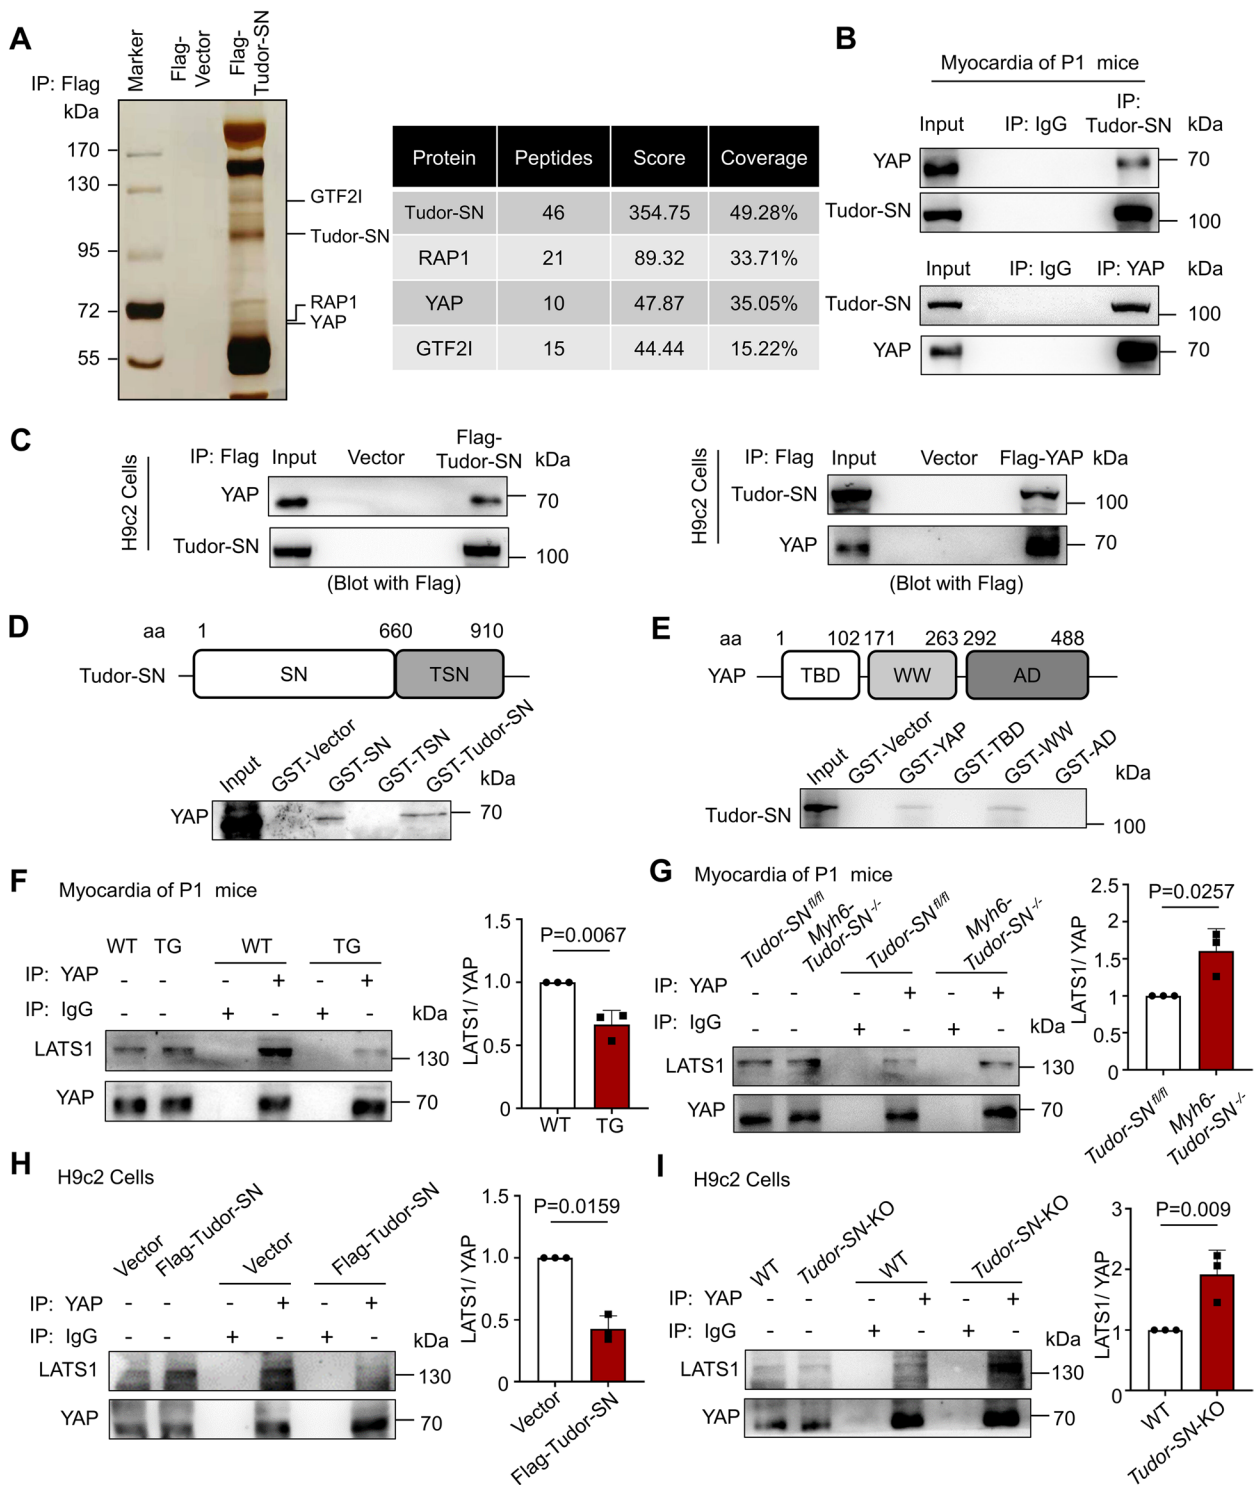 A
IP: Flag
kDa
Marker
Flag-
Vector
Flag-
Tudor-SN
170
130
95
72
55
GTF2I
Tudor-SN
RAP1
YAP
Protein Peptides Score Coverage
Tudor-SN 46 354.75 49.28%
RAP1 21 89.32 33.71%
YAP 10 47.87 35.05%
GTF2I 15 44.44 15.22%
B
Myocardia of P1 mice
Input IP: IgG IP:
Tudor-SN kDa
YAP 70
Tudor-SN 100
Input IP: IgG IP: YAP kDa
Tudor-SN 100
YAP 70
C
H9c2 Cells
IP: Flag Input Vector Flag-
Tudor-SN kDa
YAP 70
Tudor-SN 100
(Blot with Flag)
H9c2 Cells
IP: Flag Input Vector Flag-YAP kDa
Tudor-SN 100
YAP 70
(Blot with Flag)
D
aa 1 660 910
Tudor-SN SN TSN
Input GST-Vector GST-SN GST-TSN GST-Tudor-SN kDa
YAP 70
E
aa 1 102 171 263 292 488
YAP TBD WW AD
Input GST-Vector GST-YAP GST-TBD GST-WW GST-AD kDa
Tudor-SN 100
F
Myocardia of P1 mice
WT TG WT TG
IP: YAP - - - + - +
IP: IgG - - + - + -
kDa
LATS1 130
YAP 70
LATS1/ YAP
1.5
1.0
0.5
0
P=0.0067
WT TG
G
Myocardia of P1 mice
Tudor-SN fl/fl
Myh6-
Tudor-SN -/-
Tudor-SN fl/fl
Myh6-
Tudor-SN -/-
IP: YAP - - - + - +
IP: IgG - - + - + -
kDa
LATS1 130
YAP 70
LATS1/ YAP
2.5
2
1.5
1
0.5
0
P=0.0257
Tudor-SN fl/fl
Myh6-
Tudor-SN -/-
H
H9c2 Cells
Vector Flag-Tudor-SN Vector Flag-Tudor-SN
IP: YAP - - - + - +
IP: IgG - - + - + -
kDa
LATS1 130
YAP 70
LATS1/ YAP
1.5
1.0
0.5
0
P=0.0159
Vector Flag-Tudor-SN
I
H9c2 Cells
WT Tudor-SN-KO WT Tudor-SN-KO
IP: YAP - - - + - +
IP: IgG - - + - + -
kDa
LATS1 130
YAP 70
LATS1/ YAP
3
2
1
0
P=0.009
WT Tudor-SN-KO